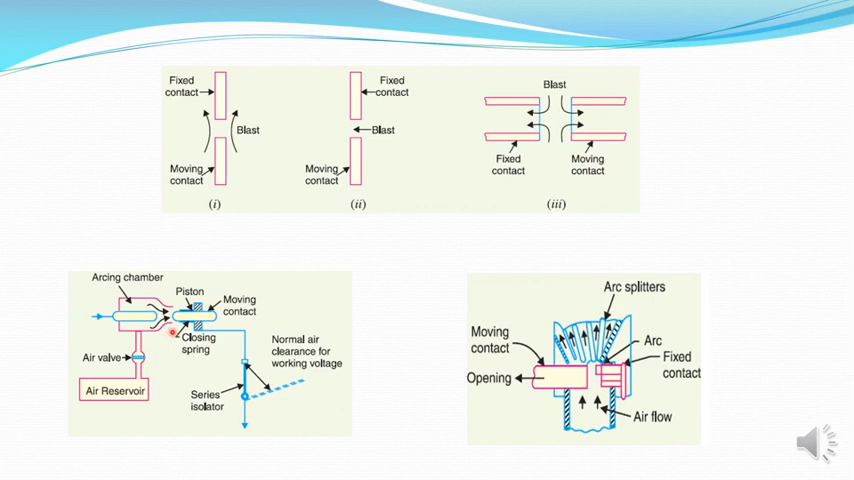 Fixed
contact
Blast
Moving
contact
(i)
Fixed
contact
Blast
Moving
contact
(ii)
Blast
Fixed
contact
Moving
contact
(iii)
Arcing chamber
Piston
Moving
contact
Closing
spring
Air valve
Air Reservoir
Normal air
clearance for
working voltage
Series
isolator
Arc splitters
Moving
contact
Arc
Fixed
contact
Opening
Air flow